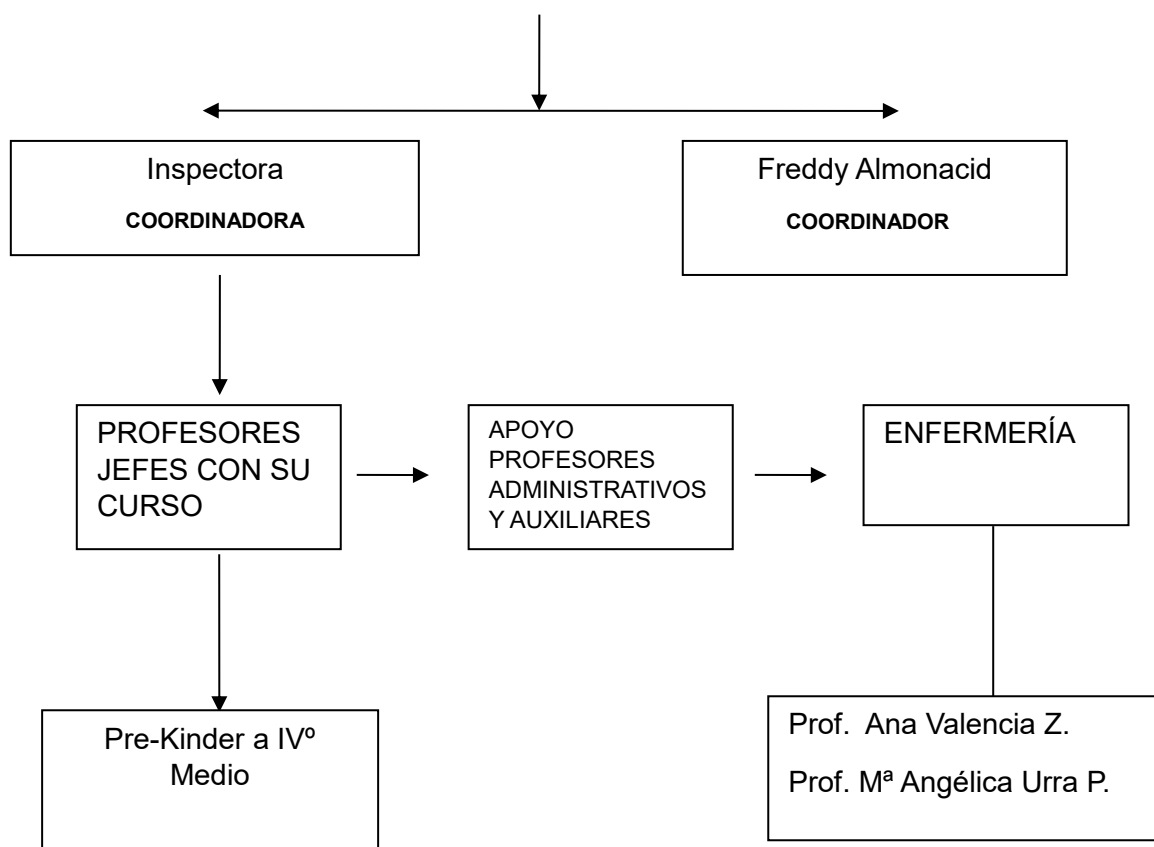 Inspectora
COORDINADORA
Freddy Almonacid
COORDINADOR
PROFESORES
JEFES CON SU
CURSO
APOYO
PROFESORES
ADMINISTRATIVOS
Y AUXILIARES
ENFERMERÍA
Pre-Kinder a IVº
Medio
Prof. Ana Valencia Z.
Prof. Mª Angélica Urra P.